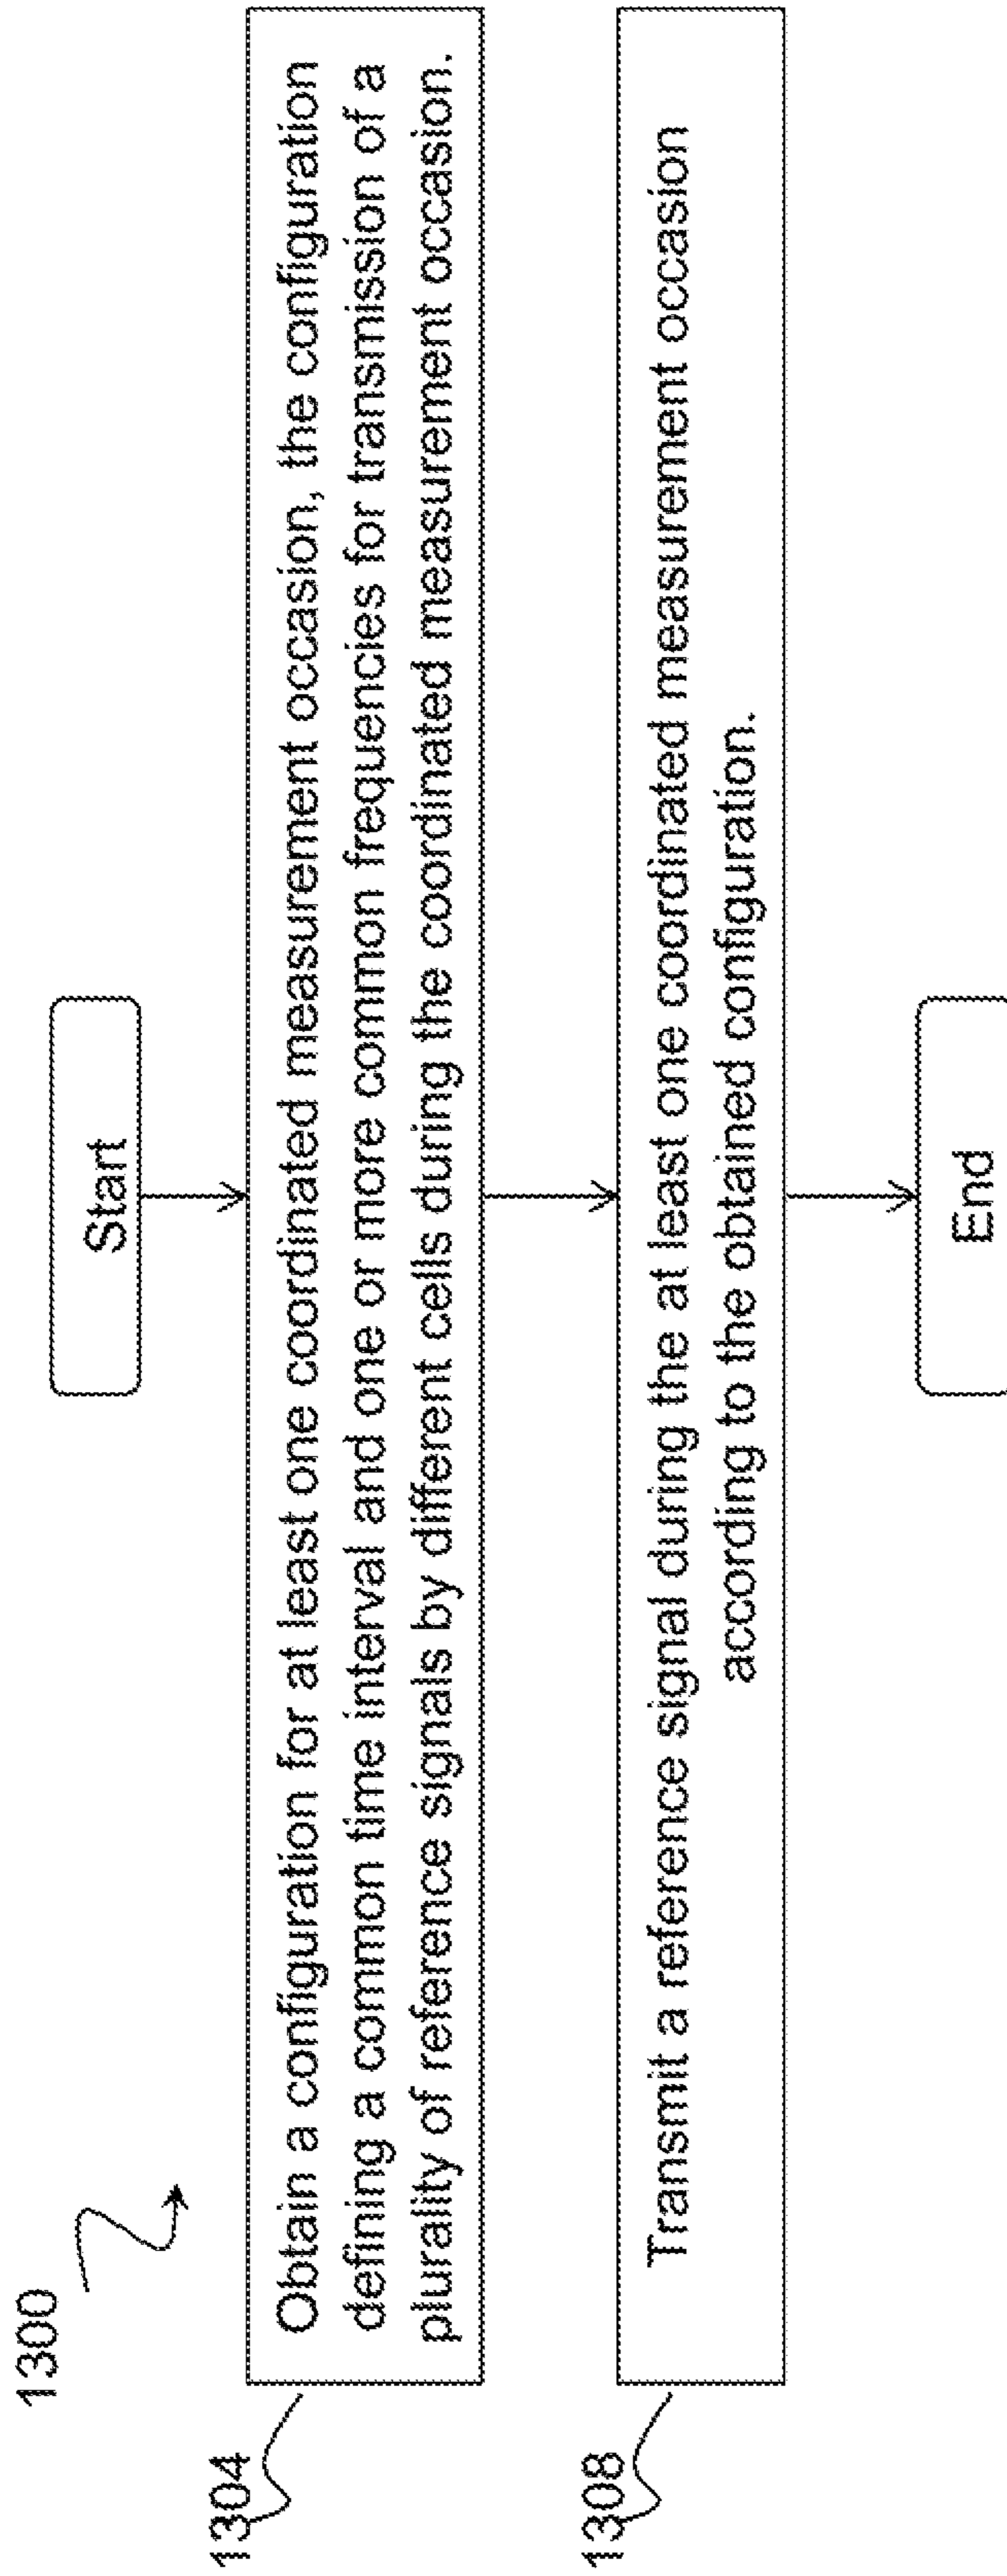 1300
Start
1304
Obtain a configuration for at least one coordinated measurement occasion, the configuration
defining a common time interval and one or more common frequencies for transmission of a
plurality of reference signals by different cells during the coordinated measurement occasion.
1308
Transmit a reference signal during the at least one coordinated measurement occasion
according to the obtained configuration.
End